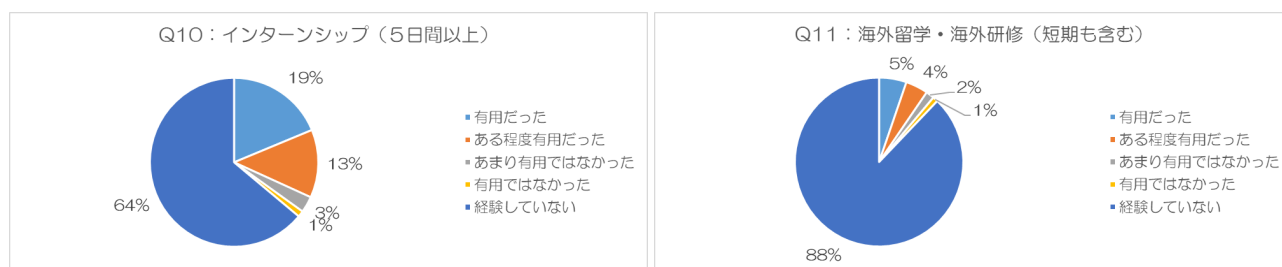 Q10：インターンシップ（5日間以上）
19%
13%
3%
1%
64%
有用だった
ある程度有用だった
あまり有用ではなかった
有用ではなかった
経験していない
Q11：海外留学・海外研修（短期も含む）
5%
4%
2%
1%
88%
有用だった
ある程度有用だった
あまり有用ではなかった
有用ではなかった
経験していない